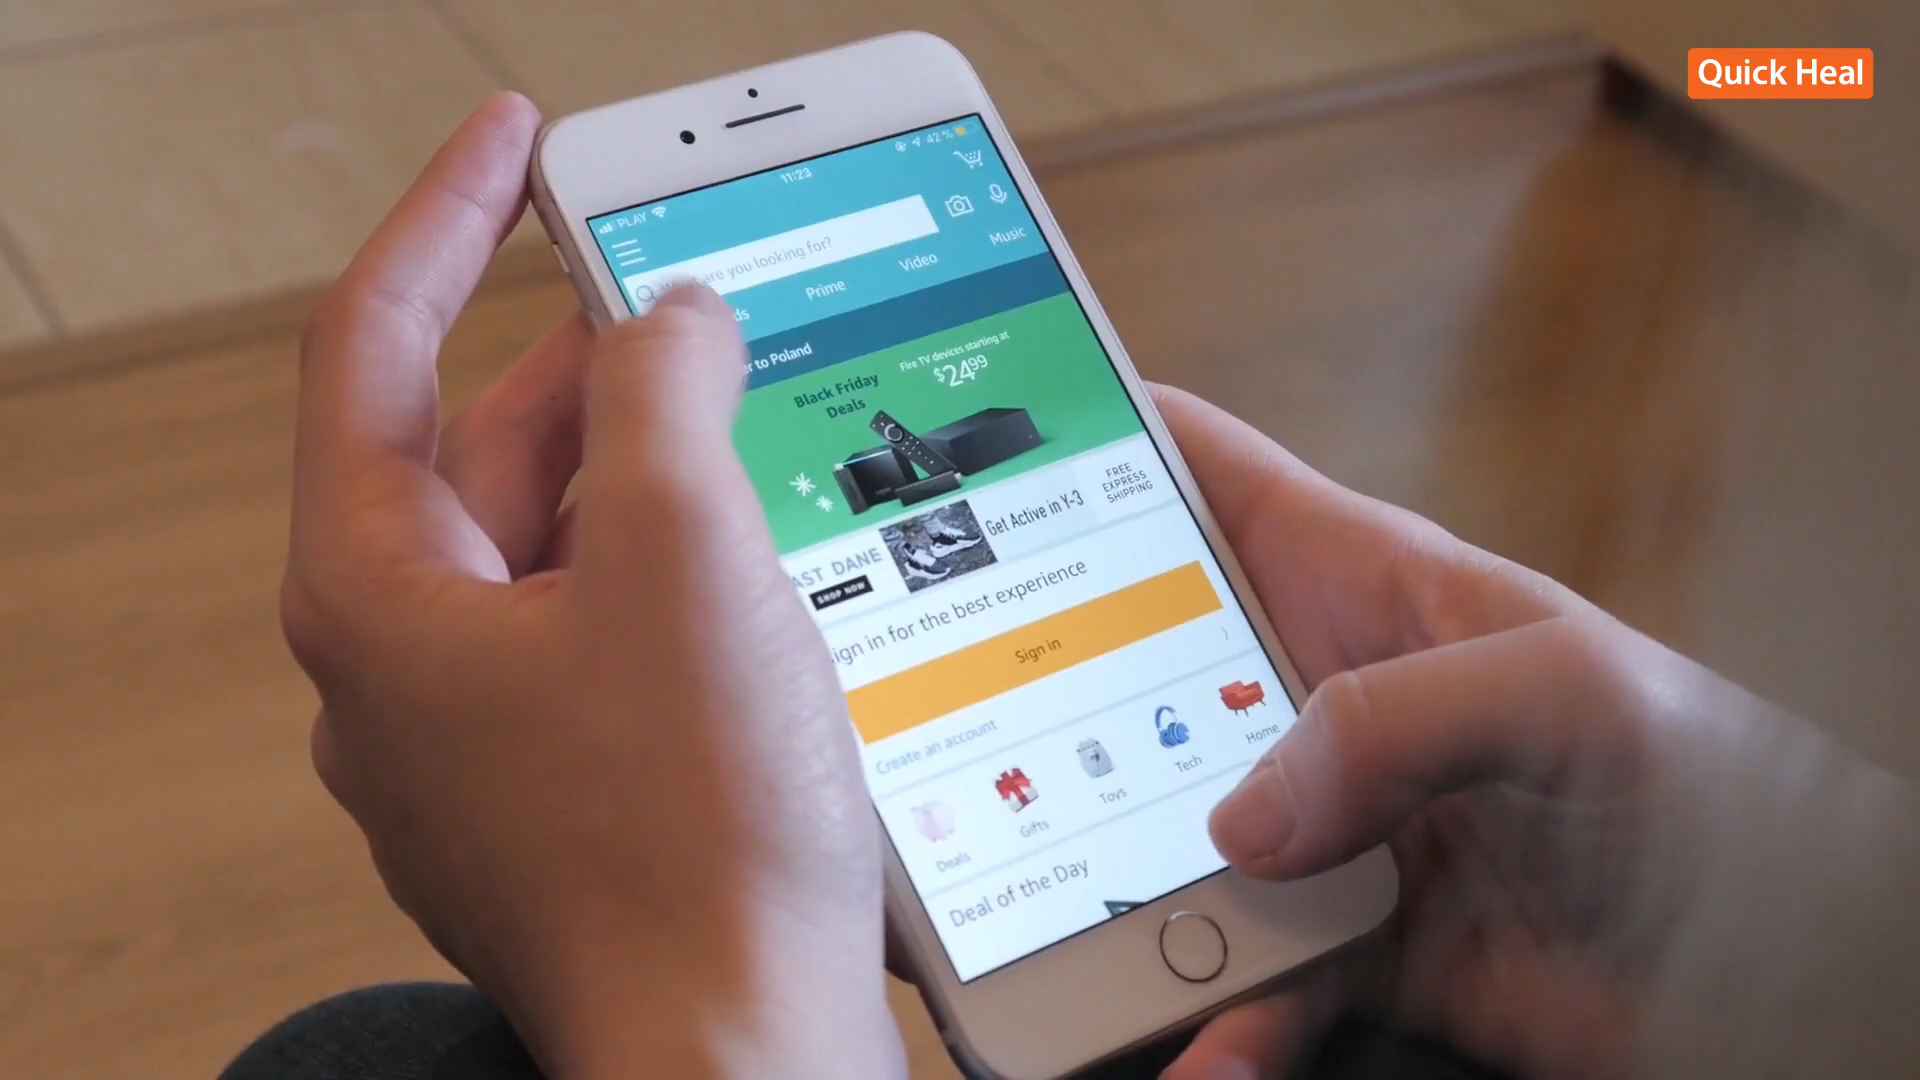 Quick Heal
PLAY
11:23
42%
are you looking for?
Prime
Video
Music
to Poland
Black Friday
Deals
Fire TV devices starting at
$24.99
DANE
SHOP NOW
Get Active in Y-3
FREE
EXPRESS
SHIPPING
in for the best experience
Sign in
Create an account
Deals
Gifts
Toys
Tech
Home
Deal of the Day